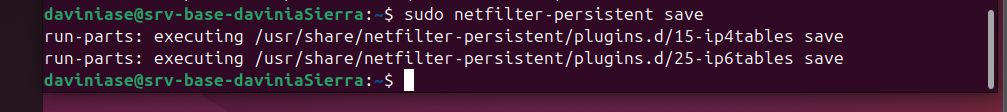 daviniase@srv-base-daviniaSierra:~$ sudo netfilter-persistent save
run-parts: executing /usr/share/netfilter-persistent/plugins.d/15-ip4tables save
run-parts: executing /usr/share/netfilter-persistent/plugins.d/25-ip6tables save
daviniase@srv-base-daviniaSierra:~$